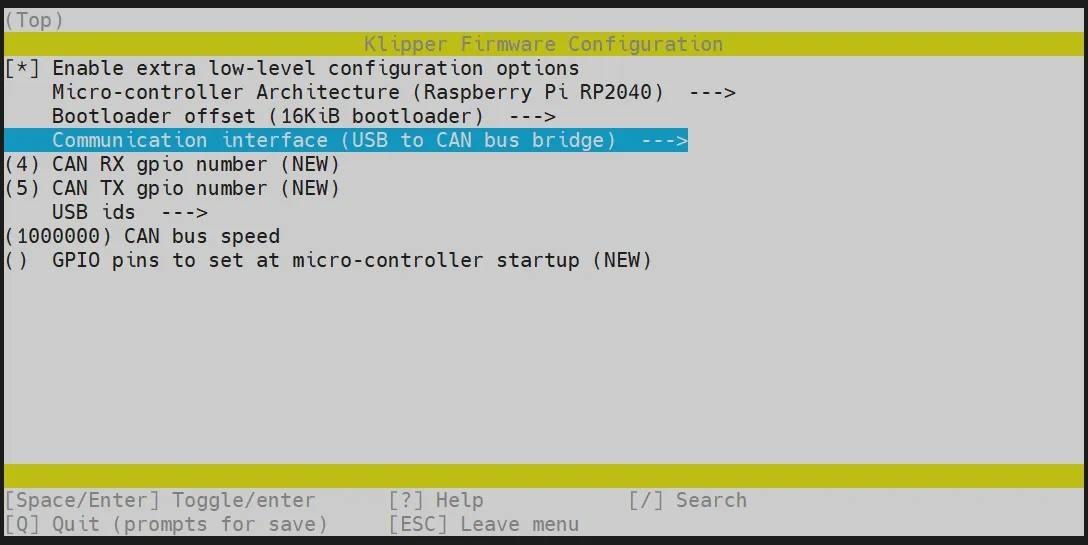 (Top)
Klipper Firmware Configuration
[*] Enable extra low-level configuration options
Micro-controller Architecture (Raspberry Pi RP2040)  --->
Bootloader offset (16KiB bootloader)  --->
Communication interface (USB to CAN bus bridge)  --->
(4) CAN RX gpio number (NEW)
(5) CAN TX gpio number (NEW)
USB ids  --->
(1000000) CAN bus speed
()  GPIO pins to set at micro-controller startup (NEW)
[Space/Enter] Toggle/enter      [?] Help            [/] Search
[Q] Quit (prompts for save)     [ESC] Leave menu